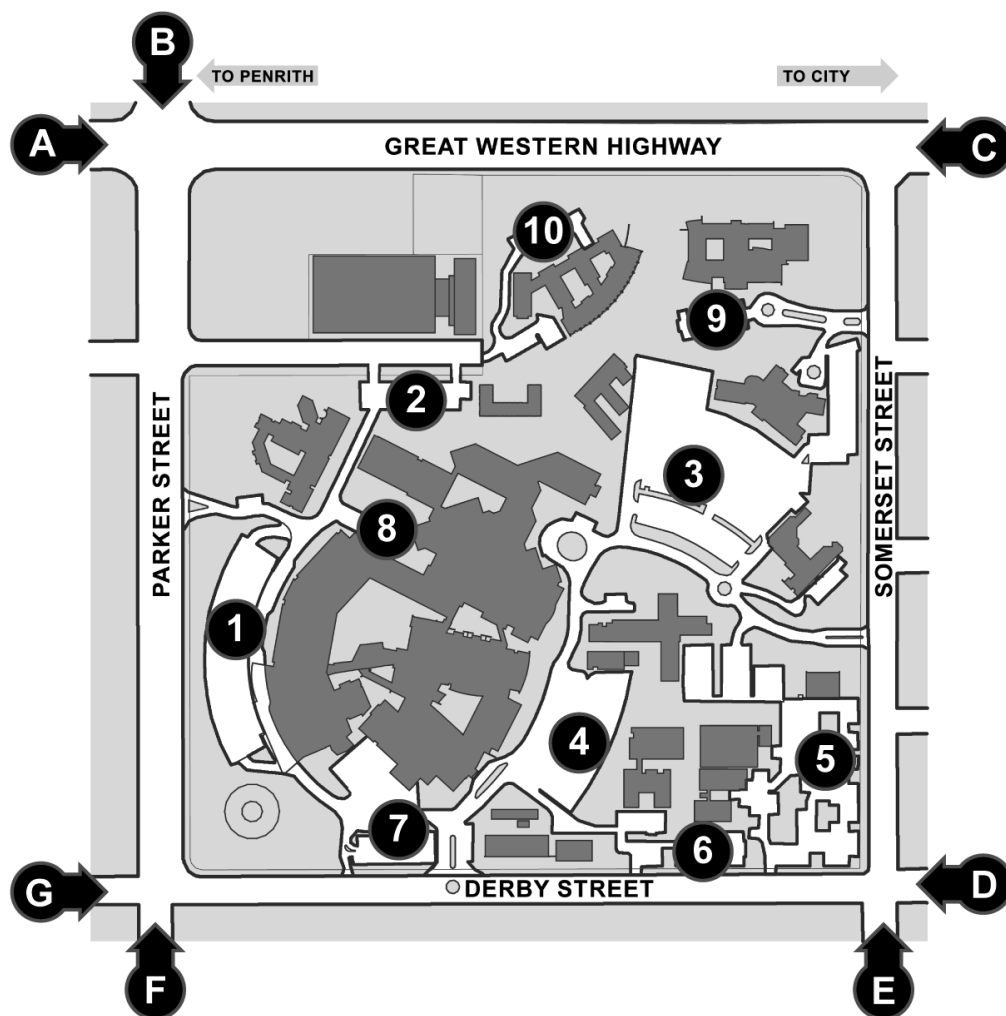 B
TO PENRITH
TO CITY
A
GREAT WESTERN HIGHWAY
C
10
9
2
PARKER STREET
SOMERSET STREET
3
8
1
4
5
7
6
G
DERBY STREET
D
F
E